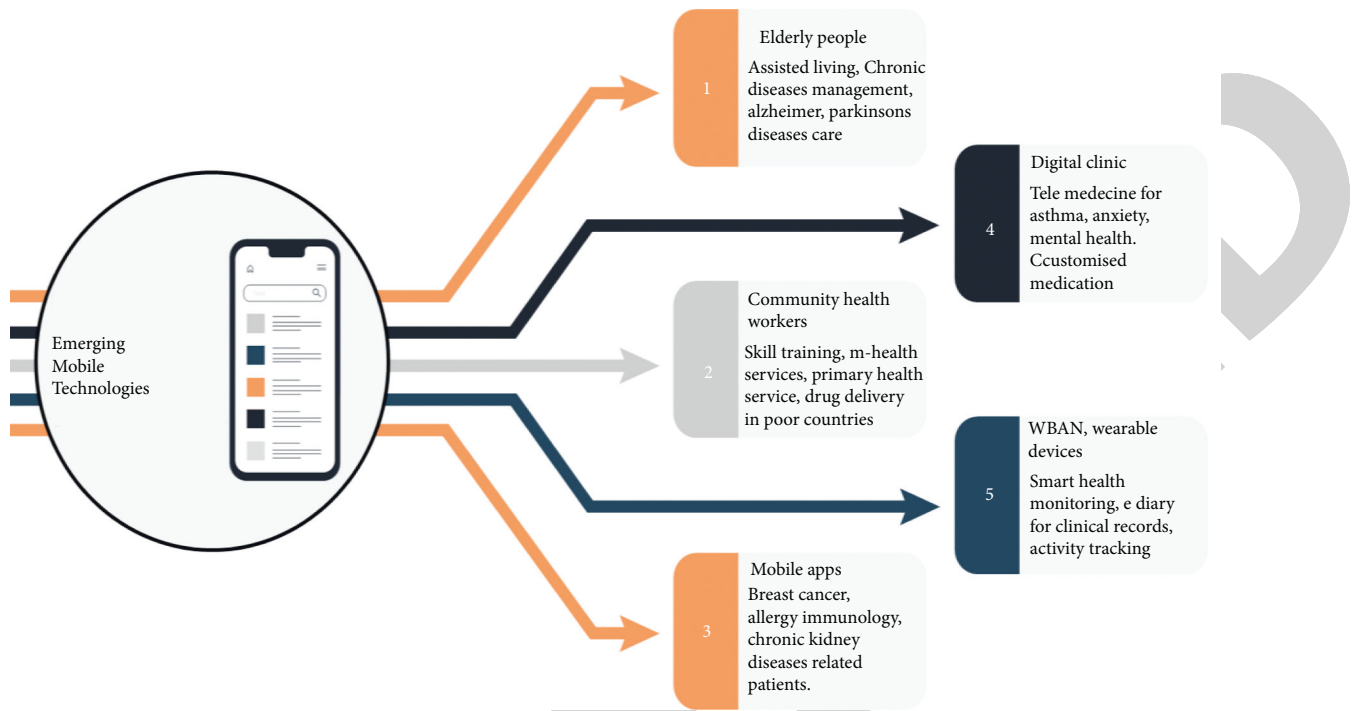 Emerging
Mobile
Technologies
1
Elderly people
Assisted living, Chronic
diseases management,
alzheimer, parkinsons
diseases care
4
Digital clinic
Tele medecine for
asthma, anxiety,
mental health.
Ccustomised
medication
2
Community health
workers
Skill training, m-health
services, primary health
service, drug delivery
in poor countries
5
WBAN, wearable
devices
Smart health
monitoring, e diary
for clinical records,
activity tracking
3
Mobile apps
Breast cancer,
allergy immunology,
chronic kidney
diseases related
patients.